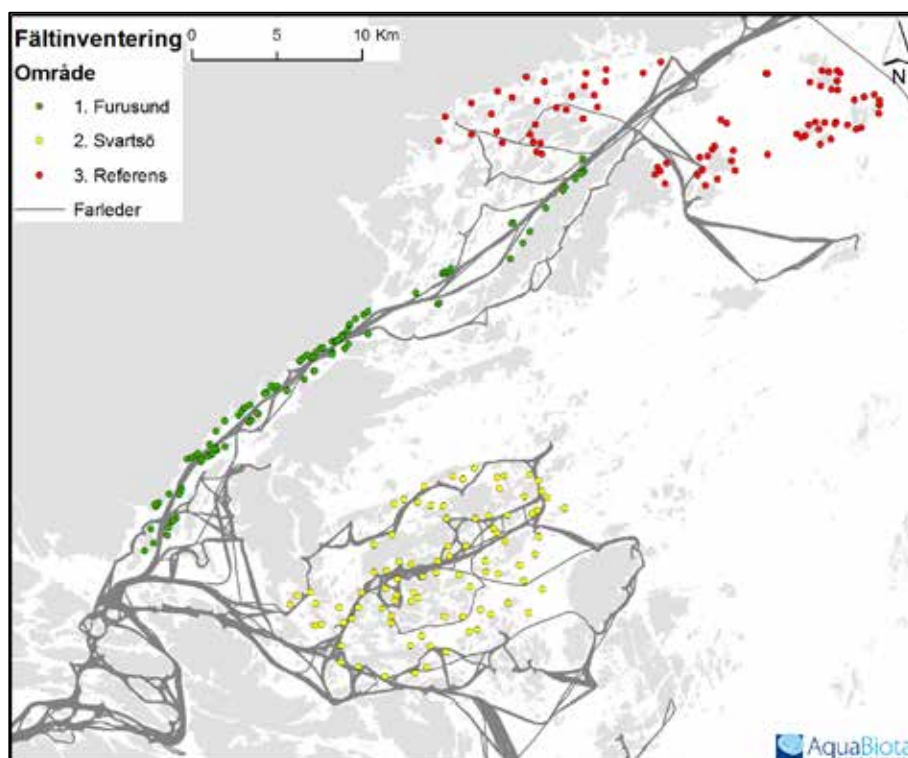 Fältinventering
0 5 10 Km
Område
1. Furusund
2. Svartsö
3. Referens
Farleder
N
AquaBiota